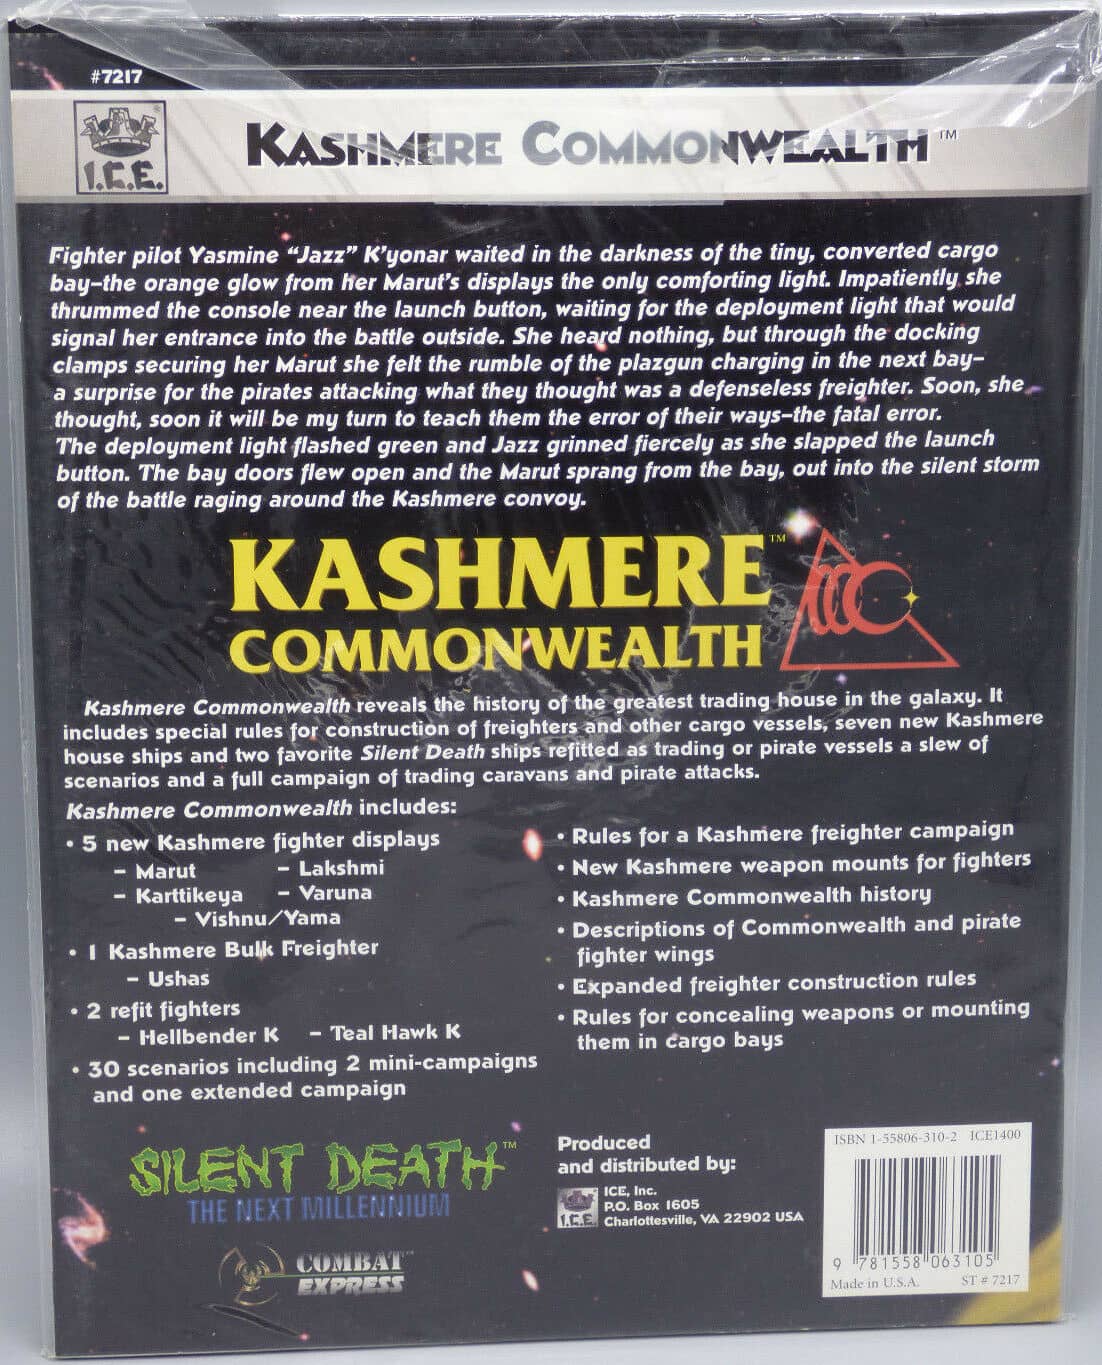 #7217
I.C.E.®
KASHMERE COMMONWEALTH™
Fighter pilot Yasmine "Jazz" K'yonar waited in the darkness of the tiny, converted cargo
bay—the orange glow from her Marut's displays the only comforting light. Impatiently she
thrummed the console near the launch button, waiting for the deployment light that would
signal her entrance into the battle outside. She heard nothing, but through the docking
clamps securing her Marut she felt the rumble of the plazgun charging in the next bay—
a surprise for the pirates attacking what they thought was a defenseless freighter. Soon, she
thought, soon it will be my turn to teach them the error of their ways—the fatal error.
The deployment light flashed green and Jazz grinned fiercely as she slapped the launch
button. The bay doors flew open and the Marut sprang from the bay, out into the silent storm
of the battle raging around the Kashmere convoy.
KASHMERE™
COMMONWEALTH
Kashmere Commonwealth reveals the history of the greatest trading house in the galaxy. It
includes special rules for construction of freighters and other cargo vessels, seven new Kashmere
house ships and two favorite Silent Death ships refitted as trading or pirate vessels a slew of
scenarios and a full campaign of trading caravans and pirate attacks.
Kashmere Commonwealth includes:
• 5 new Kashmere fighter displays
– Marut – Lakshmi
– Karttikeya – Varuna
– Vishnu/Yama
• 1 Kashmere Bulk Freighter
– Ushas
• 2 refit fighters
– Hellbender K – Teal Hawk K
• 30 scenarios including 2 mini-campaigns
and one extended campaign
• Rules for a Kashmere freighter campaign
• New Kashmere weapon mounts for fighters
• Kashmere Commonwealth history
• Descriptions of Commonwealth and pirate
fighter wings
• Expanded freighter construction rules
• Rules for concealing weapons or mounting
them in cargo bays
SILENT DEATH™
THE NEXT MILLENNIUM
COMBAT™
EXPRESS
Produced
and distributed by:
I.C.E.
ICE, Inc.
P.O. Box 1605
Charlottesville, VA 22902 USA
ISBN 1-55806-310-2 ICE1400
9 781558 063105
Made in U.S.A. ST # 7217